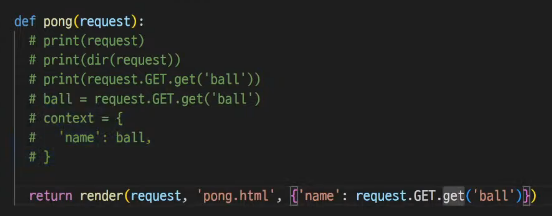 def pong(request):
# print(request)
# print(dir(request))
# print(request.GET.get('ball'))
# ball = request.GET.get('ball')
# context = {
#   'name': ball,
# }
return render(request, 'pong.html', {'name': request.GET.get('ball')})